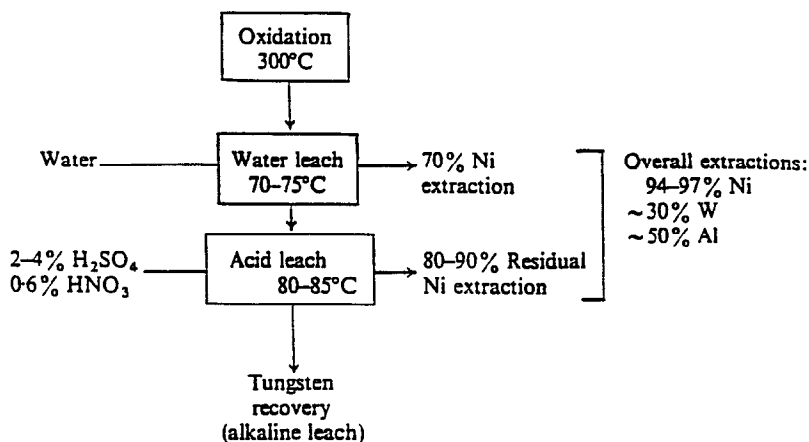 Oxidation
300°C
Water
Water leach
70–75°C
70% Ni
extraction
2–4% H₂SO₄
0·6% HNO₃
Acid leach
80–85°C
80–90% Residual
Ni extraction
Overall extractions:
94–97% Ni
~30% W
~50% Al
Tungsten
recovery
(alkaline leach)